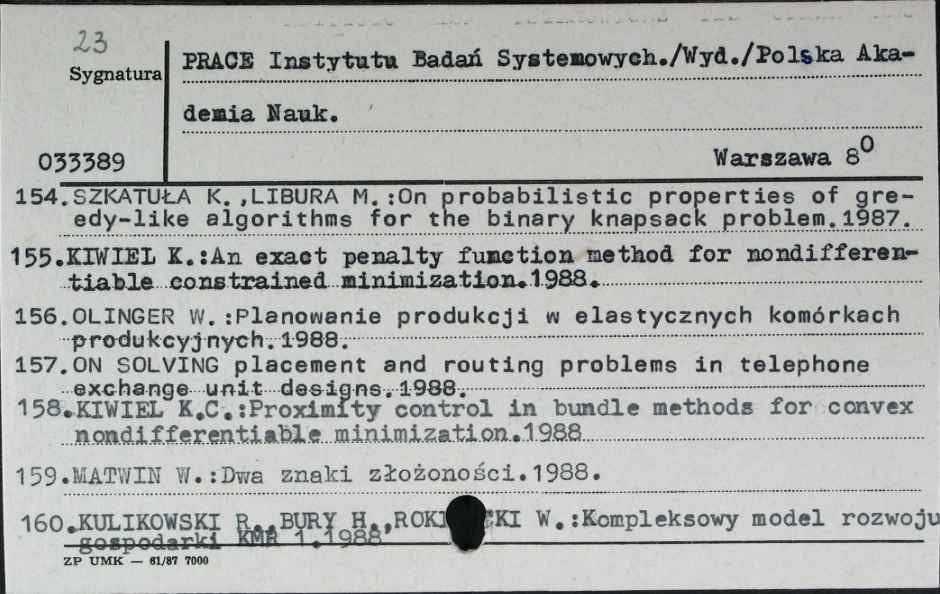 23
Sygnatura
PRACE Instytutu Badań Systemowych./Wyd./Polska Aka-
demia Nauk.
033389
Warszawa 8⁰
154.SZKATUŁA K.,LIBURA M.:On probabilistic properties of gre-
edy-like algorithms for the binary knapsack problem.1987.
155.KIWIEL K.:An exact penalty function method for nondifferen-
tiable constrained minimization.1988.
156.OLINGER W.:Planowanie produkcji w elastycznych komórkach
produkcyjnych.1988.
157.ON SOLVING placement and routing problems in telephone
exchange unit designs.1988.
158.KIWIEL K.C.:Proximity control in bundle methods for convex
nondifferentiable minimization.1988
159.MATWIN W.:Dwa znaki złożoności.1988.
160.KULIKOWSKI R.,BURY H., W.:Kompleksowy model rozwoju
gospodarki KMR 1.1988
ZP UMK — 61/87 7000